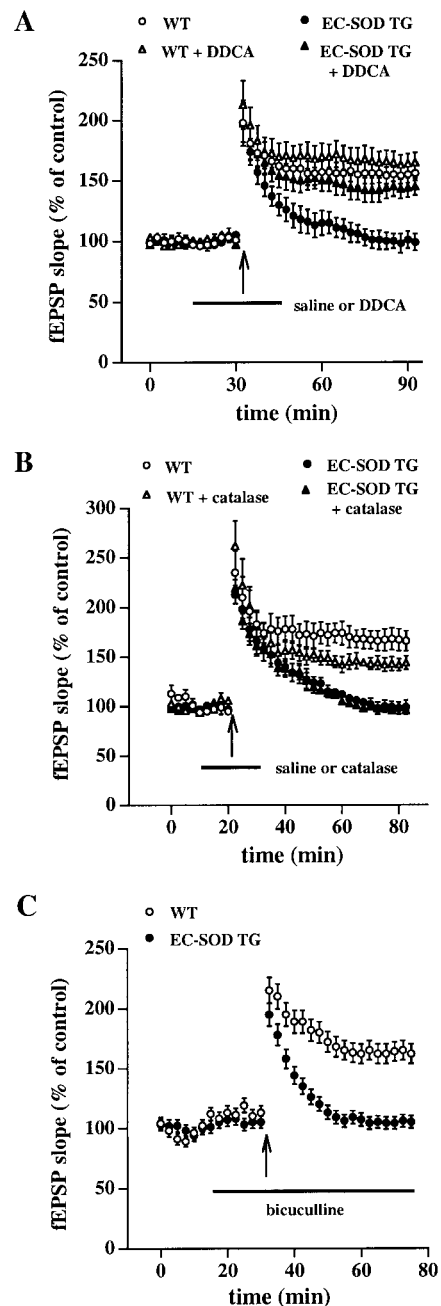 A
WT
EC-SOD TG
WT + DDCA
EC-SOD TG
+ DDCA
250
200
150
100
50
0
fEPSP slope (% of control)
saline or DDCA
0 30 60 90
time (min)
B
WT
EC-SOD TG
WT + catalase
EC-SOD TG
+ catalase
300
250
200
150
100
50
0
fEPSP slope (% of control)
saline or catalase
0 20 40 60 80
time (min)
C
WT
EC-SOD TG
250
200
150
100
50
0
fEPSP slope (% of control)
bicuculline
0 20 40 60 80
time (min)